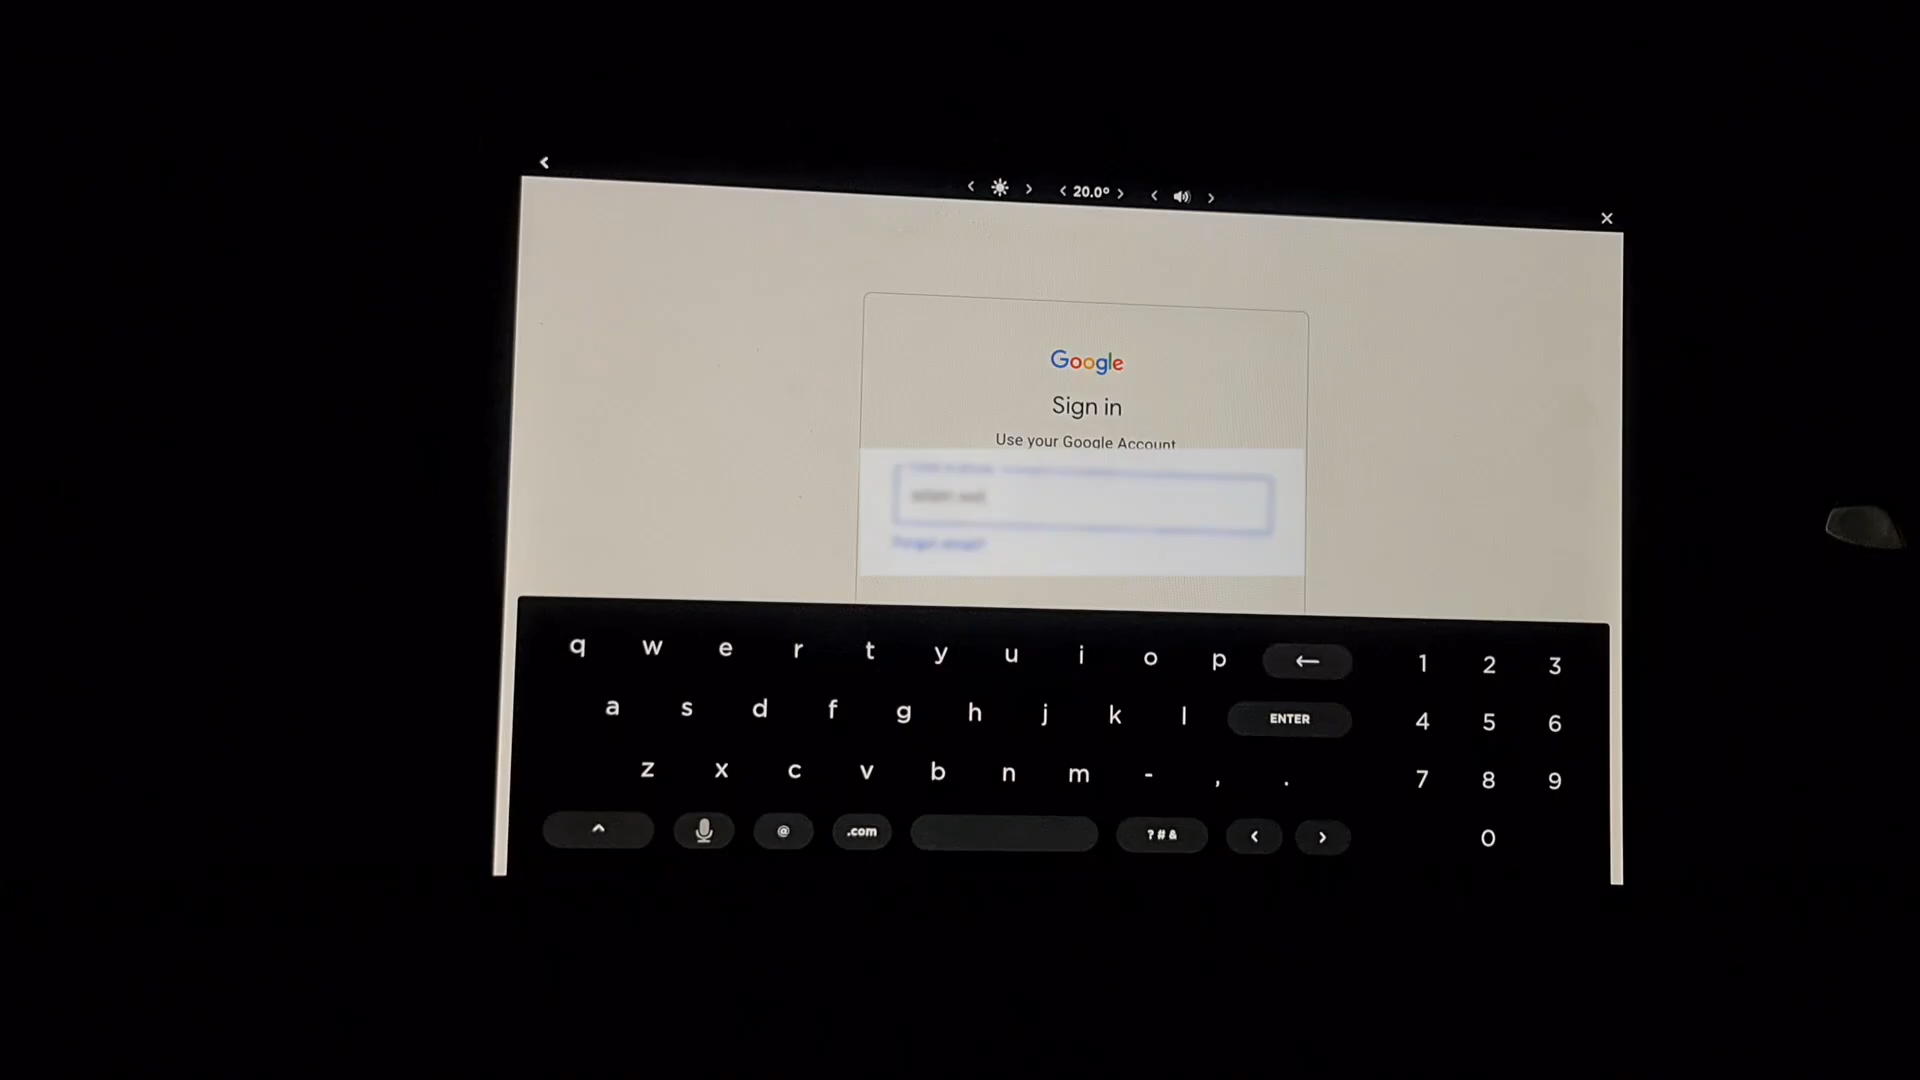 < >
< 20.0° >
< >
×
Google
Sign in
Use your Google Account
q w e r t y u i o p ← 1 2 3
a s d f g h j k l ENTER 4 5 6
z x c v b n m - , . 7 8 9
^ @ .com ?#& < > 0